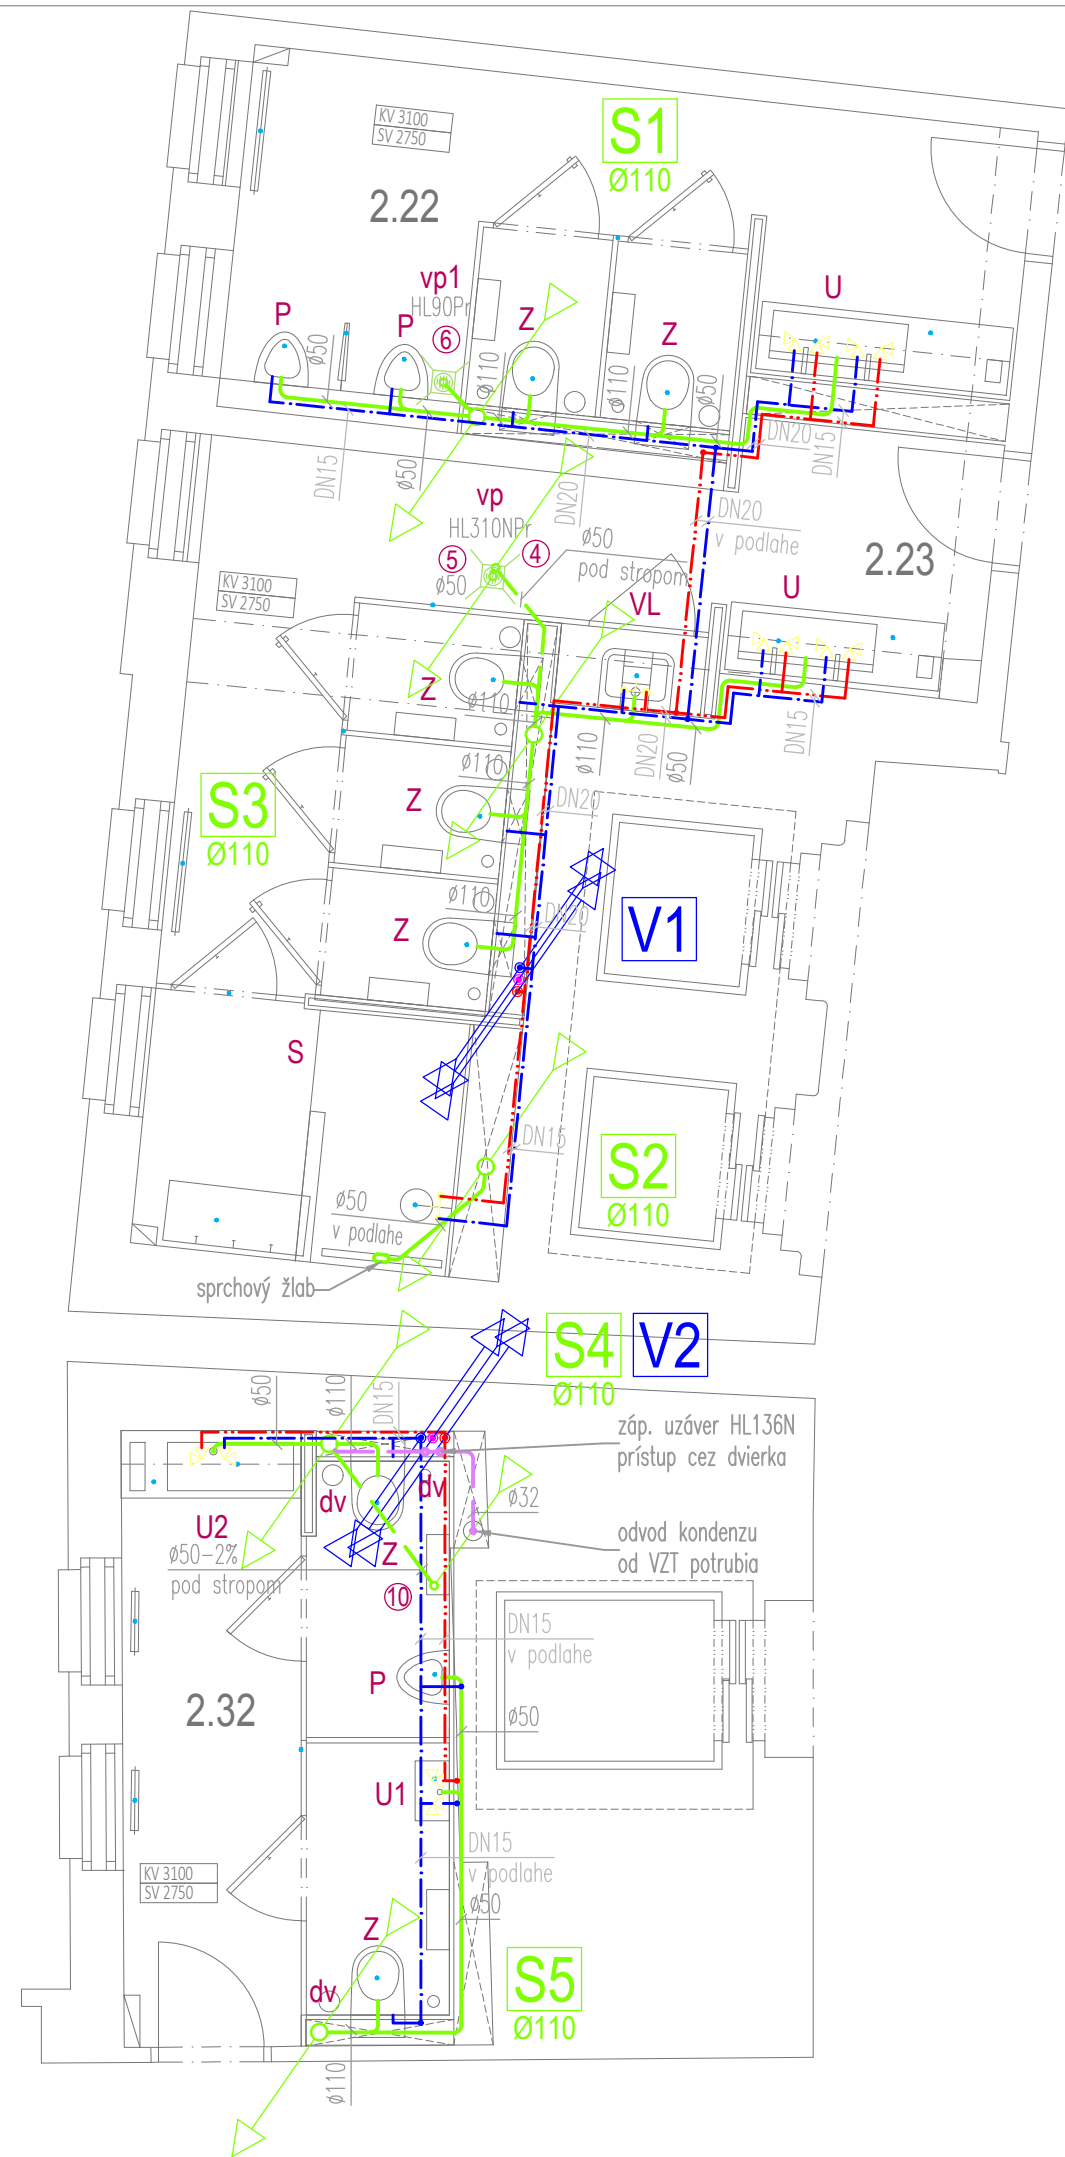 KV 3100
SV 2750
S1
Ø110
2.22
vp1
HL90Pr
6
P
P
Z
Z
U
ø50
ø110
ø110
ø50
DN15
ø50
DN20
DN20
DN15
vp
HL310NPr
5
4
ø50
ø50
pod stropom
DN20
v podlahe
2.23
U
VL
KV 3100
SV 2750
Z
ø110
ø110
DN20
ø50
DN15
ø110
Z
DN20
S3
Ø110
ø110
Z
DN20
V1
S
DN15
S2
Ø110
ø50
v podlahe
sprchový žlab
S4
Ø110
V2
ø50
ø110
DN15
záp. uzáver HL136N
prístup cez dvierka
dv
dv
ø32
U2
Z
odvod kondenzu
od VZT potrubia
ø50-2%
pod stropom
10
DN15
v podlahe
P
2.32
ø50
U1
DN15
v podlahe
KV 3100
SV 2750
ø50
Z
dv
S5
Ø110
ø110